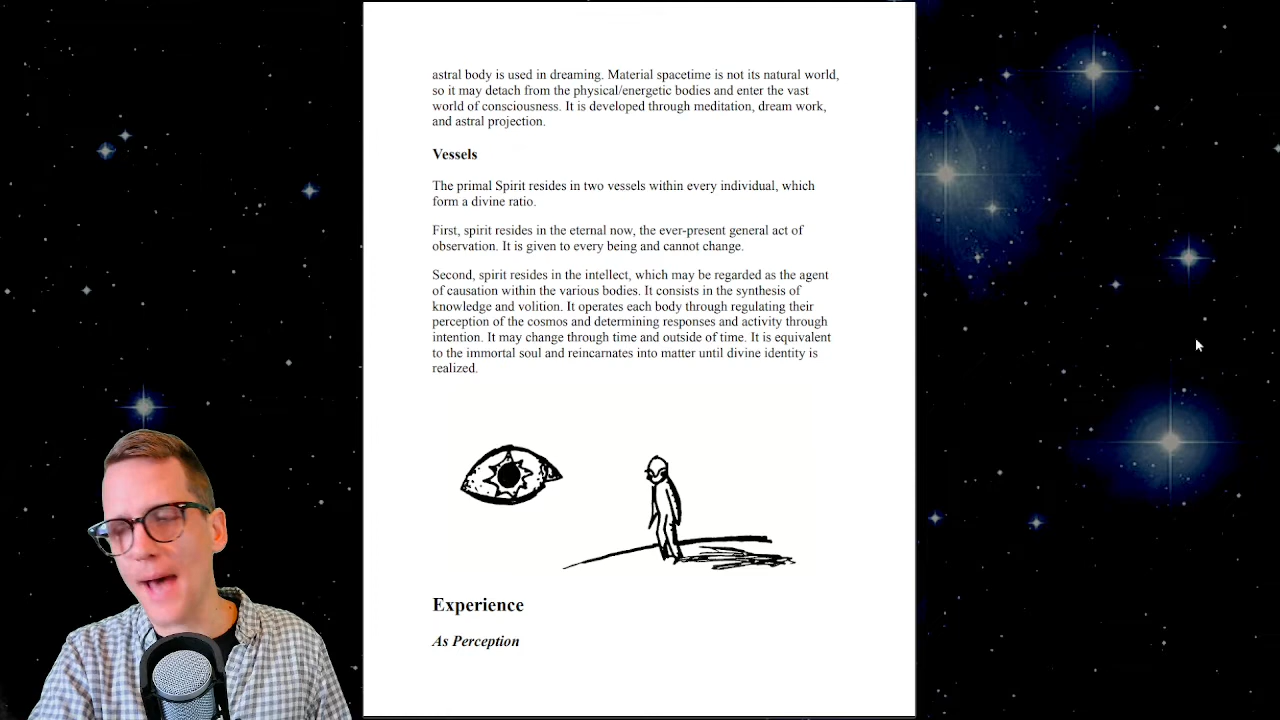 astral body is used in dreaming. Material spacetime is not its natural world,
so it may detach from the physical/energetic bodies and enter the vast
world of consciousness. It is developed through meditation, dream work,
and astral projection.
Vessels
The primal Spirit resides in two vessels within every individual, which
form a divine ratio.
First, spirit resides in the eternal now, the ever-present general act of
observation. It is given to every being and cannot change.
Second, spirit resides in the intellect, which may be regarded as the agent
of causation within the various bodies. It consists in the synthesis of
knowledge and volition. It operates each body through regulating their
perception of the cosmos and determining responses and activity through
intention. It may change through time and outside of time. It is equivalent
to the immortal soul and reincarnates into matter until divine identity is
realized.
Experience
As Perception